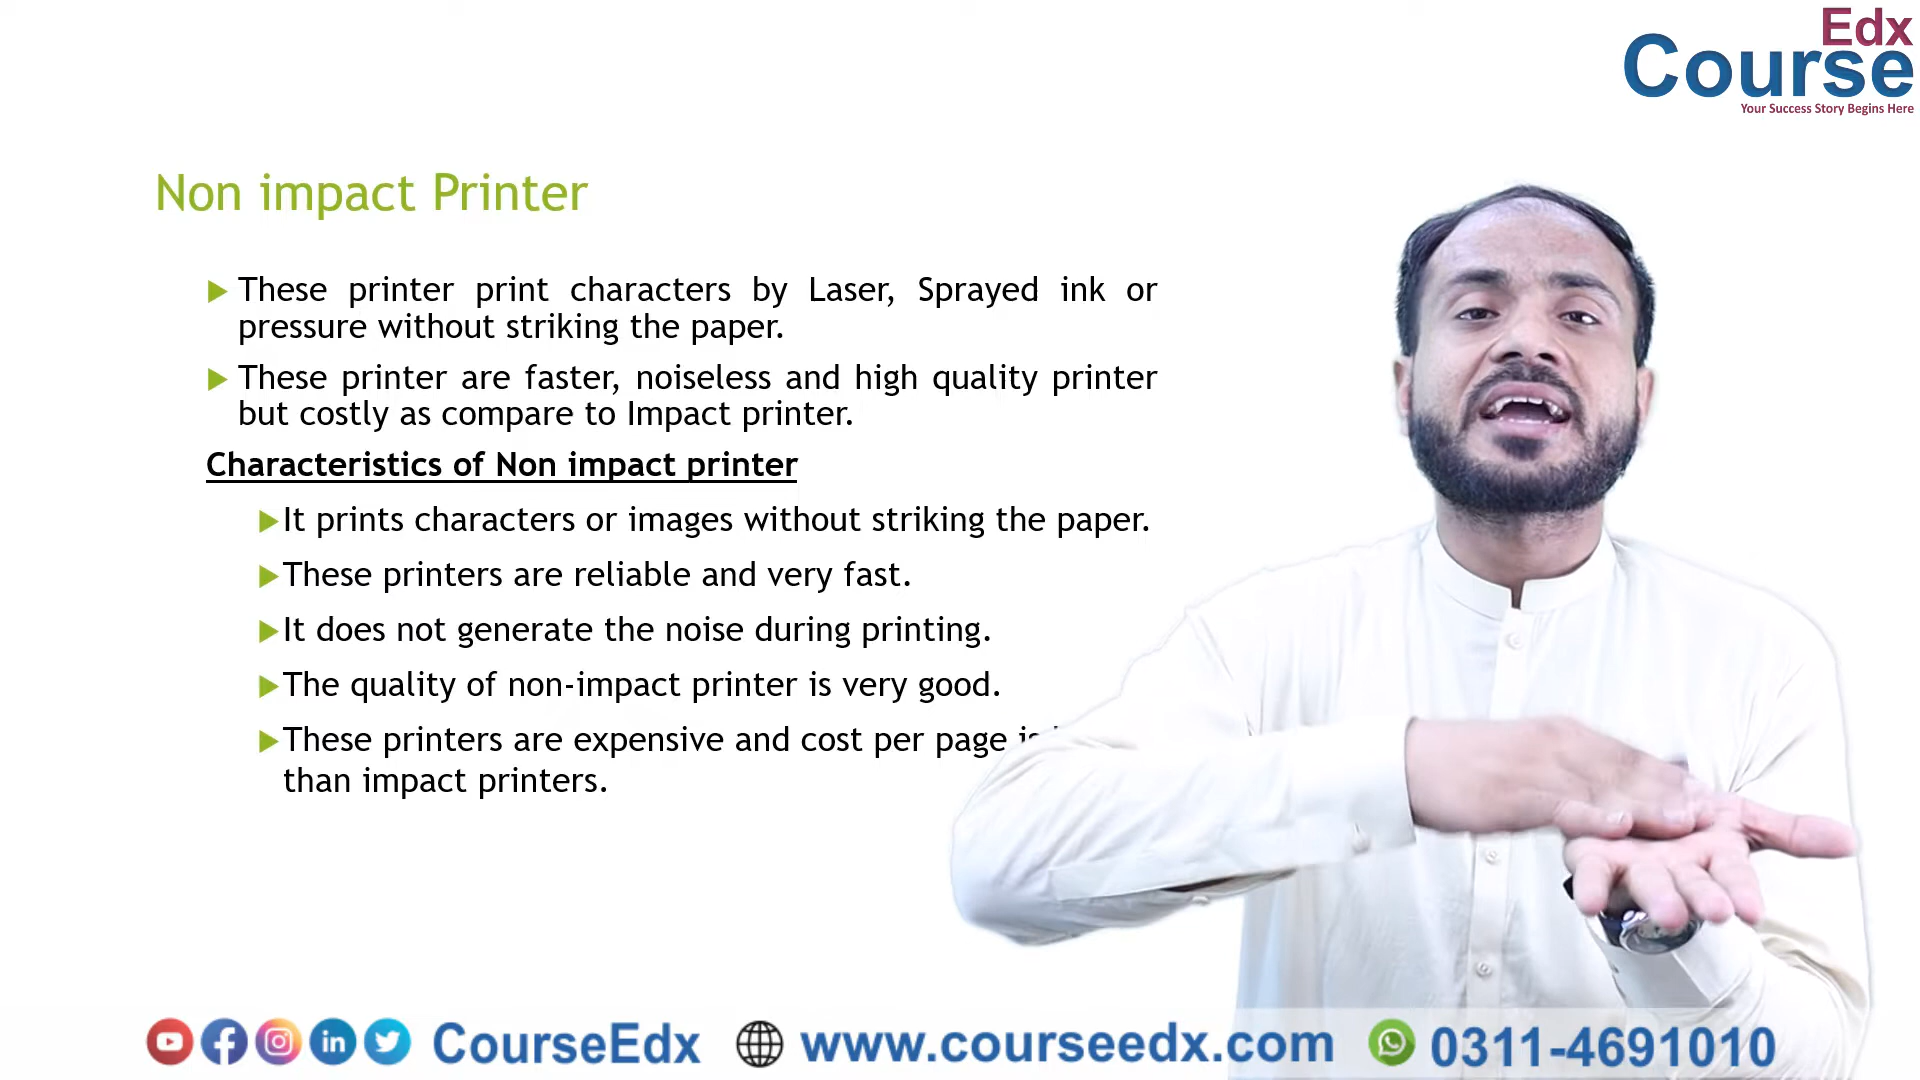 Edx
Course
Your Success Story Begins Here
Non impact Printer
These printer print characters by Laser, Sprayed ink or
pressure without striking the paper.
These printer are faster, noiseless and high quality printer
but costly as compare to Impact printer.
Characteristics of Non impact printer
It prints characters or images without striking the paper.
These printers are reliable and very fast.
It does not generate the noise during printing.
The quality of non-impact printer is very good.
These printers are expensive and cost per page
than impact printers.
CourseEdx www.courseedx.com 0311-4691010